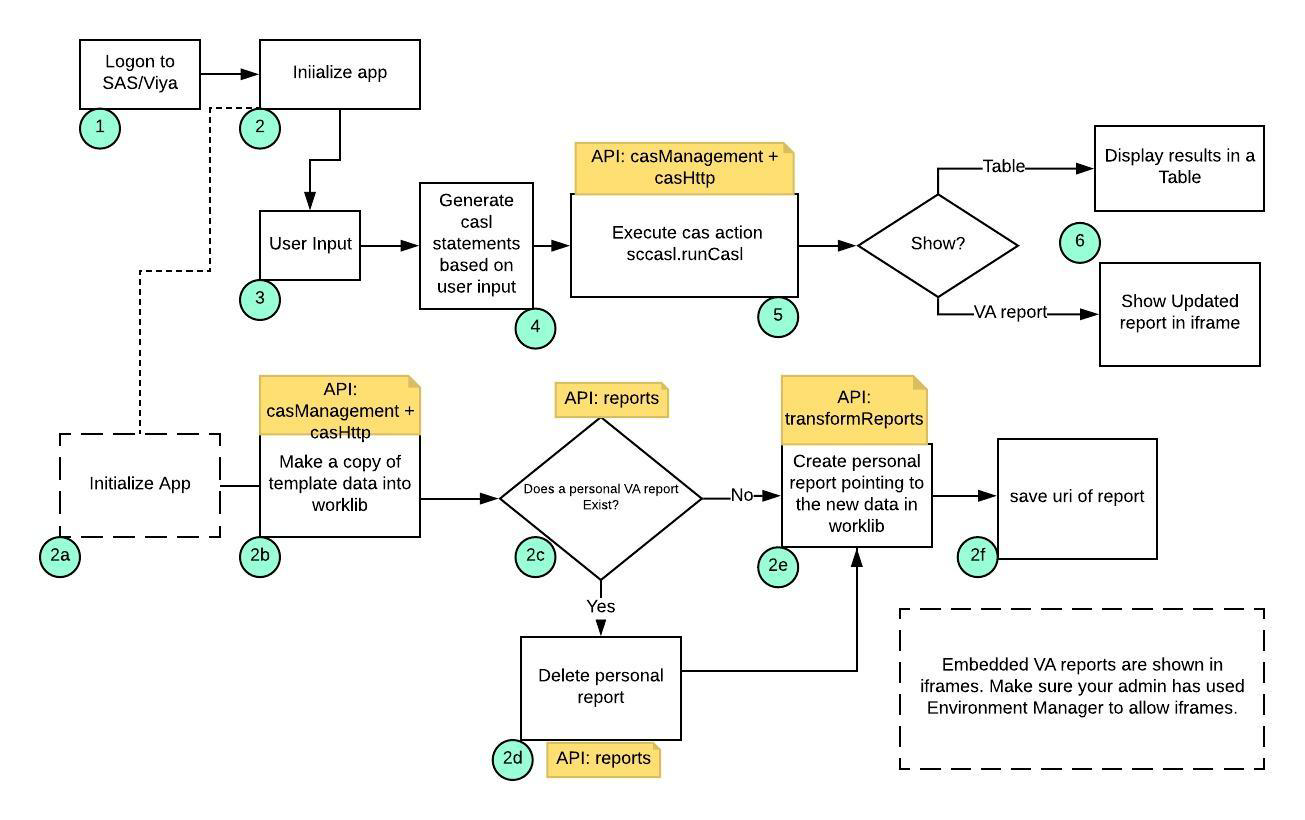 Logon to
SAS/Viya
1
Iniialize app
2
User Input
3
Generate
casl
statements
based on
user input
4
API: casManagement +
casHttp
Execute cas action
sccasl.runCasl
5
Show?
Table
Display results in a
Table
6
VA report
Show Updated
report in iframe
Initialize App
2a
API:
casManagement +
casHttp
Make a copy of
template data into
worklib
2b
API: reports
Does a personal VA report
Exist?
2c
No
Yes
Delete personal
report
2d
API: reports
API:
transformReports
Create personal
report pointing to
the new data in
worklib
2e
save uri of report
2f
Embedded VA reports are shown in
iframes. Make sure your admin has used
Environment Manager to allow iframes.